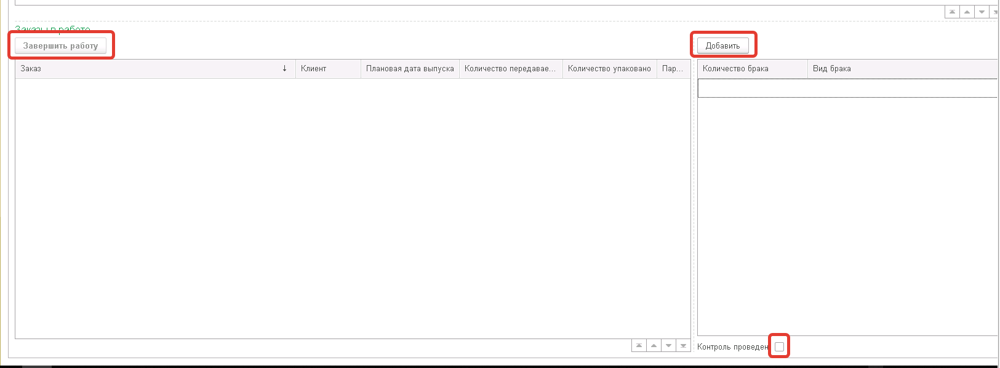 Заказы в работе
Завершить работу
Добавить
Заказ ↓ Клиент Плановая дата выпуска Количество передавае... Количество упаковано Пар... Количество брака Вид брака
Контроль проведен